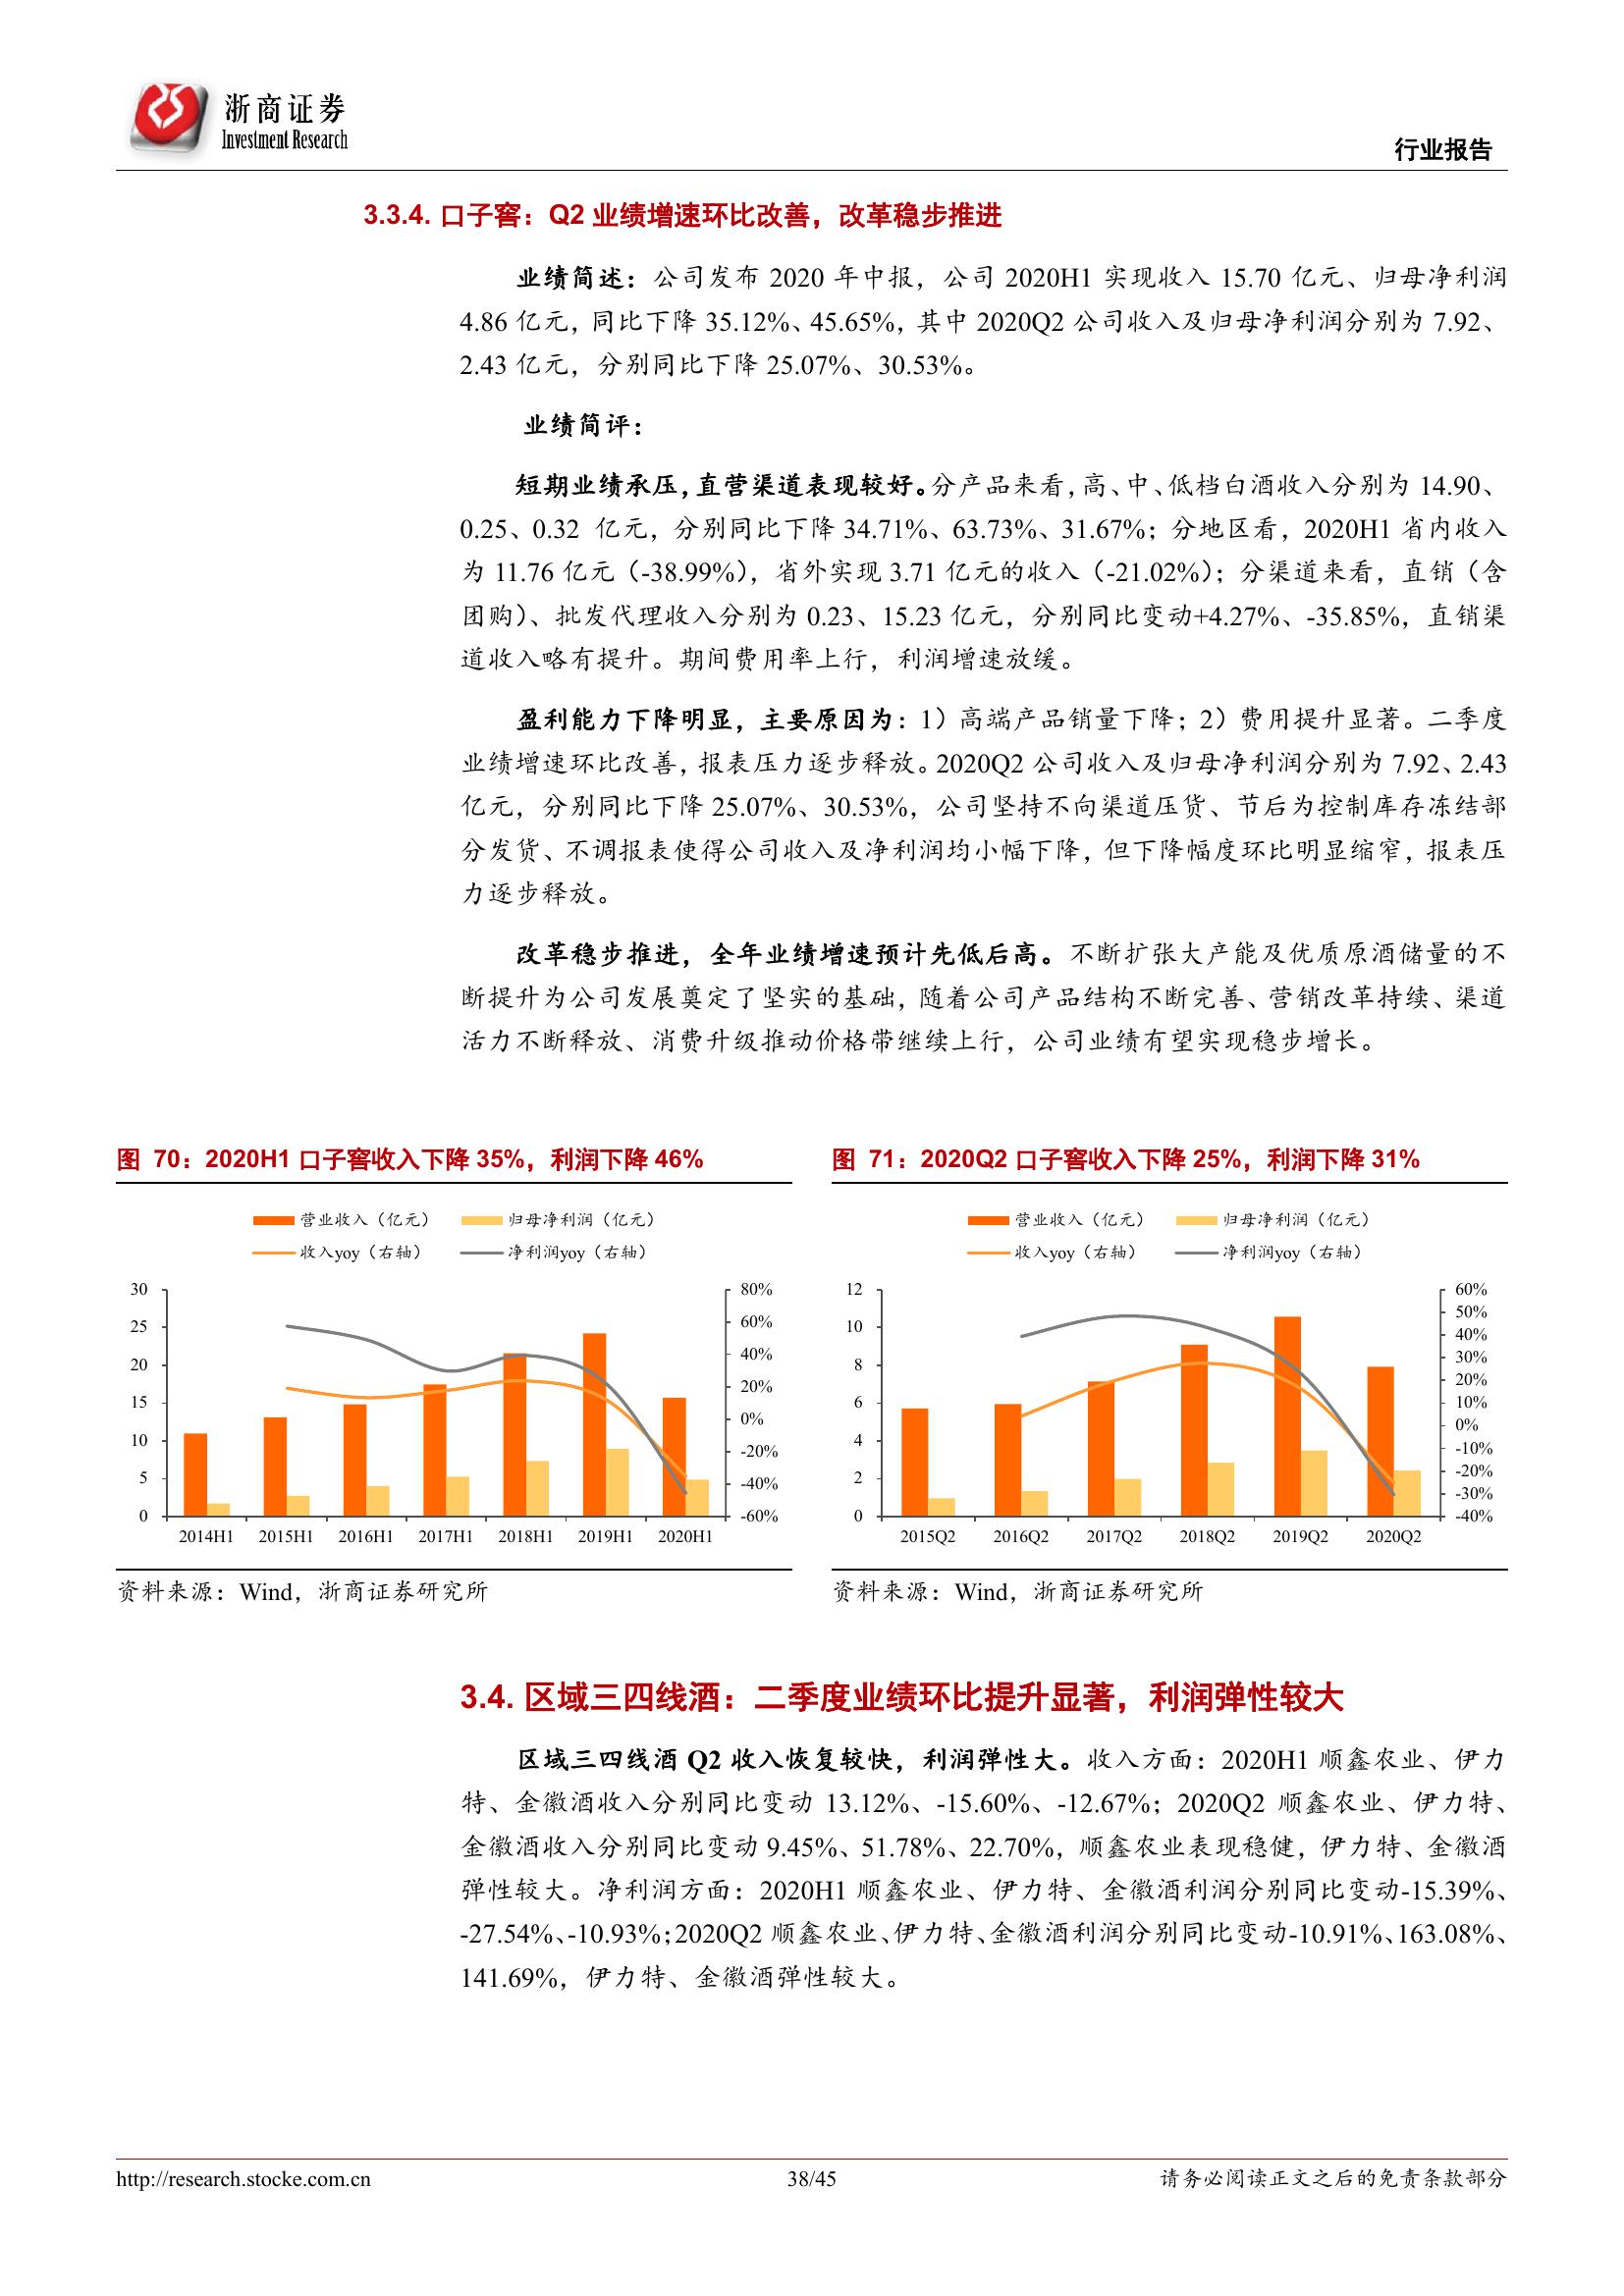 浙商证券
Investment Research
行业报告
3.3.4. 口子窖：Q2 业绩增速环比改善，改革稳步推进
业绩简述：公司发布 2020 年中报，公司 2020H1 实现收入 15.70 亿元、归母净利润
4.86 亿元，同比下降 35.12%、45.65%，其中 2020Q2 公司收入及归母净利润分别为 7.92、
2.43 亿元，分别同比下降 25.07%、30.53%。
业绩简评：
短期业绩承压，直营渠道表现较好。分产品来看，高、中、低档白酒收入分别为 14.90、
0.25、0.32 亿元，分别同比下降 34.71%、63.73%、31.67%；分地区看，2020H1 省内收入
为 11.76 亿元（-38.99%），省外实现 3.71 亿元的收入（-21.02%）；分渠道来看，直销（含
团购）、批发代理收入分别为 0.23、15.23 亿元，分别同比变动+4.27%、-35.85%，直销渠
道收入略有提升。期间费用率上行，利润增速放缓。
盈利能力下降明显，主要原因为：1）高端产品销量下降；2）费用提升显著。二季度
业绩增速环比改善，报表压力逐步释放。2020Q2 公司收入及归母净利润分别为 7.92、2.43
亿元，分别同比下降 25.07%、30.53%，公司坚持不向渠道压货、节后为控制库存冻结部
分发货、不调报表使得公司收入及净利润均小幅下降，但下降幅度环比明显缩窄，报表压
力逐步释放。
改革稳步推进，全年业绩增速预计先低后高。不断扩张大产能及优质原酒储量的不
断提升为公司发展奠定了坚实的基础，随着公司产品结构不断完善、营销改革持续、渠道
活力不断释放、消费升级推动价格带继续上行，公司业绩有望实现稳步增长。
图 70：2020H1 口子窖收入下降 35%，利润下降 46%
营业收入（亿元） 归母净利润（亿元）
收入yoy（右轴） 净利润yoy（右轴）
30 80%
25 60%
20 40%
15 20%
10 0%
5 -20%
0 -40%
-60%
2014H1 2015H1 2016H1 2017H1 2018H1 2019H1 2020H1
资料来源：Wind，浙商证券研究所
图 71：2020Q2 口子窖收入下降 25%，利润下降 31%
营业收入（亿元） 归母净利润（亿元）
收入yoy（右轴） 净利润yoy（右轴）
12 60%
10 50%
8 40%
6 30%
4 20%
2 10%
0 0%
-10%
-20%
-30%
-40%
2015Q2 2016Q2 2017Q2 2018Q2 2019Q2 2020Q2
资料来源：Wind，浙商证券研究所
3.4. 区域三四线酒：二季度业绩环比提升显著，利润弹性较大
区域三四线酒 Q2 收入恢复较快，利润弹性大。收入方面：2020H1 顺鑫农业、伊力
特、金徽酒收入分别同比变动 13.12%、-15.60%、-12.67%；2020Q2 顺鑫农业、伊力特、
金徽酒收入分别同比变动 9.45%、51.78%、22.70%，顺鑫农业表现稳健，伊力特、金徽酒
弹性较大。净利润方面：2020H1 顺鑫农业、伊力特、金徽酒利润分别同比变动-15.39%、
-27.54%、-10.93%；2020Q2 顺鑫农业、伊力特、金徽酒利润分别同比变动-10.91%、163.08%、
141.69%，伊力特、金徽酒弹性较大。
http://research.stocke.com.cn 38/45 请务必阅读正文之后的免责条款部分